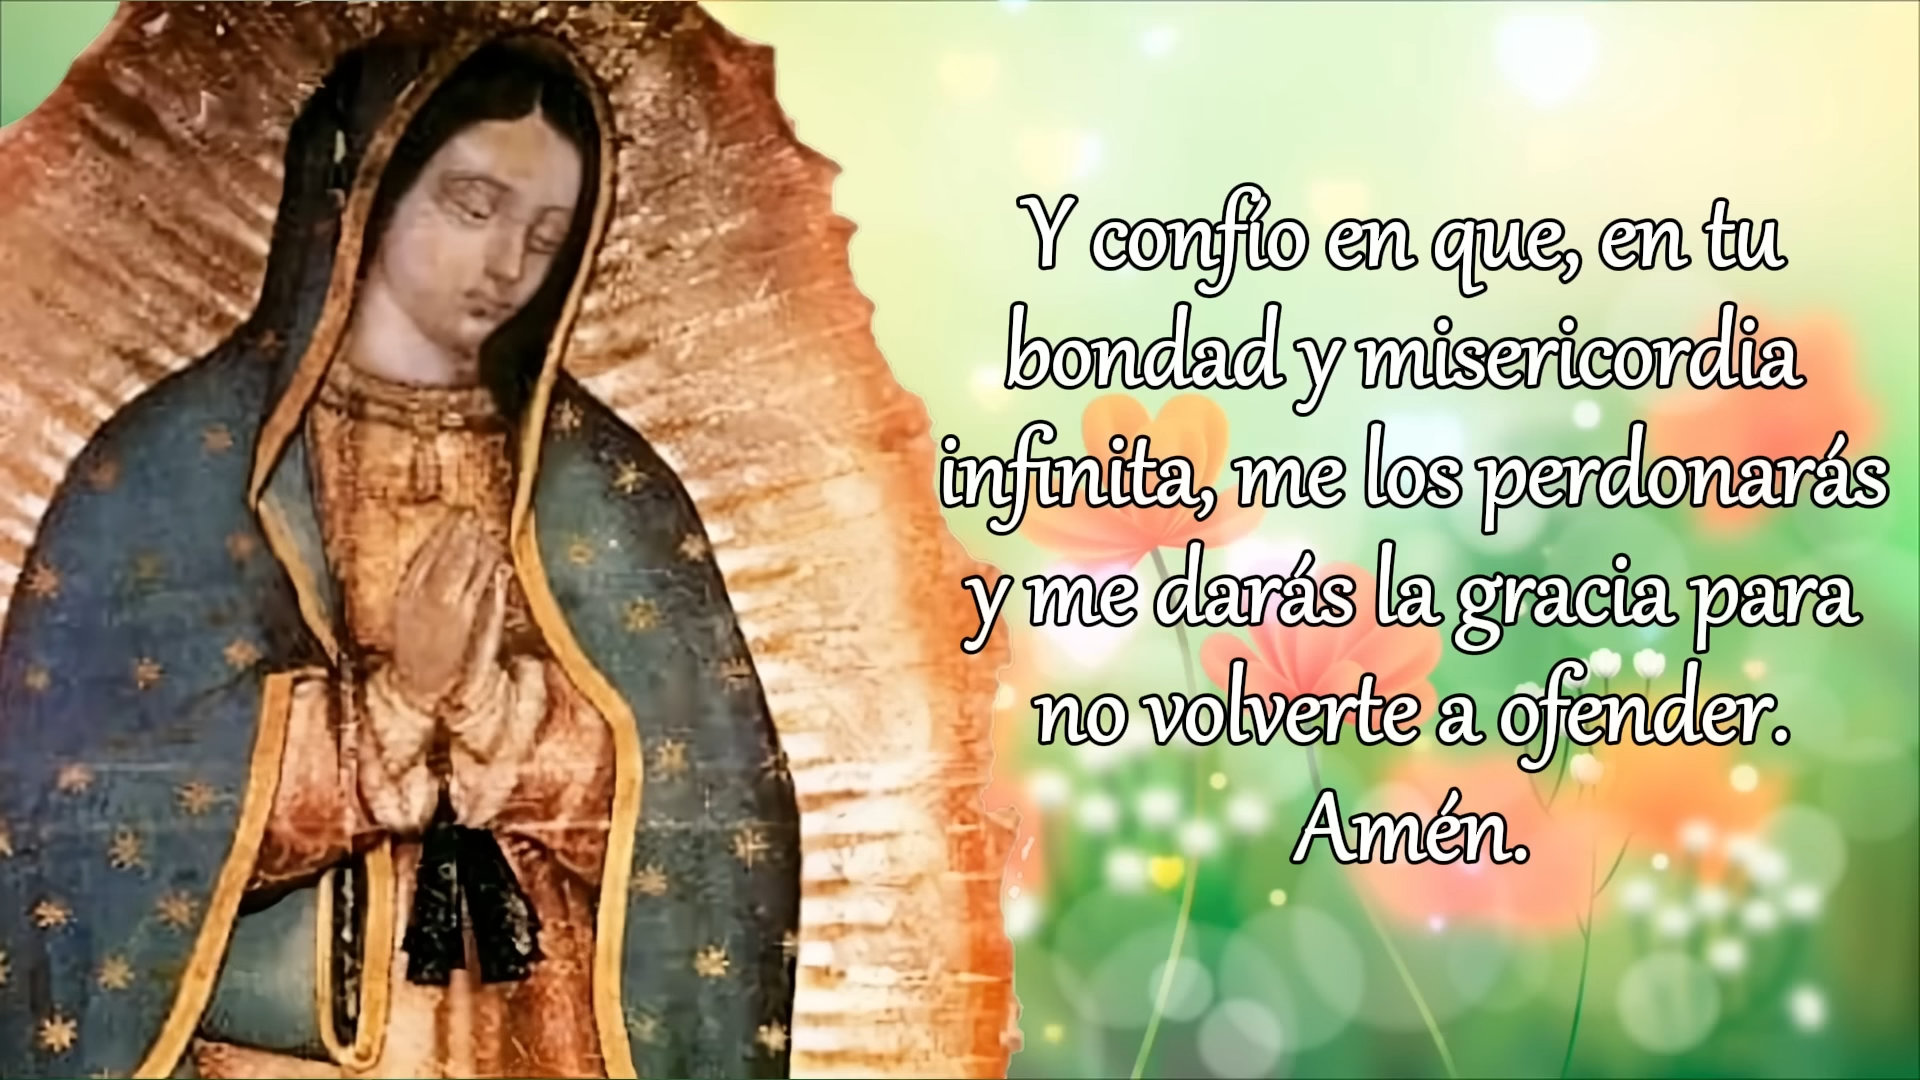 Y confío en que, en tu
bondad y misericordia
infinita, me los perdonarás
y me darás la gracia para
no volverte a ofender.
Amén.